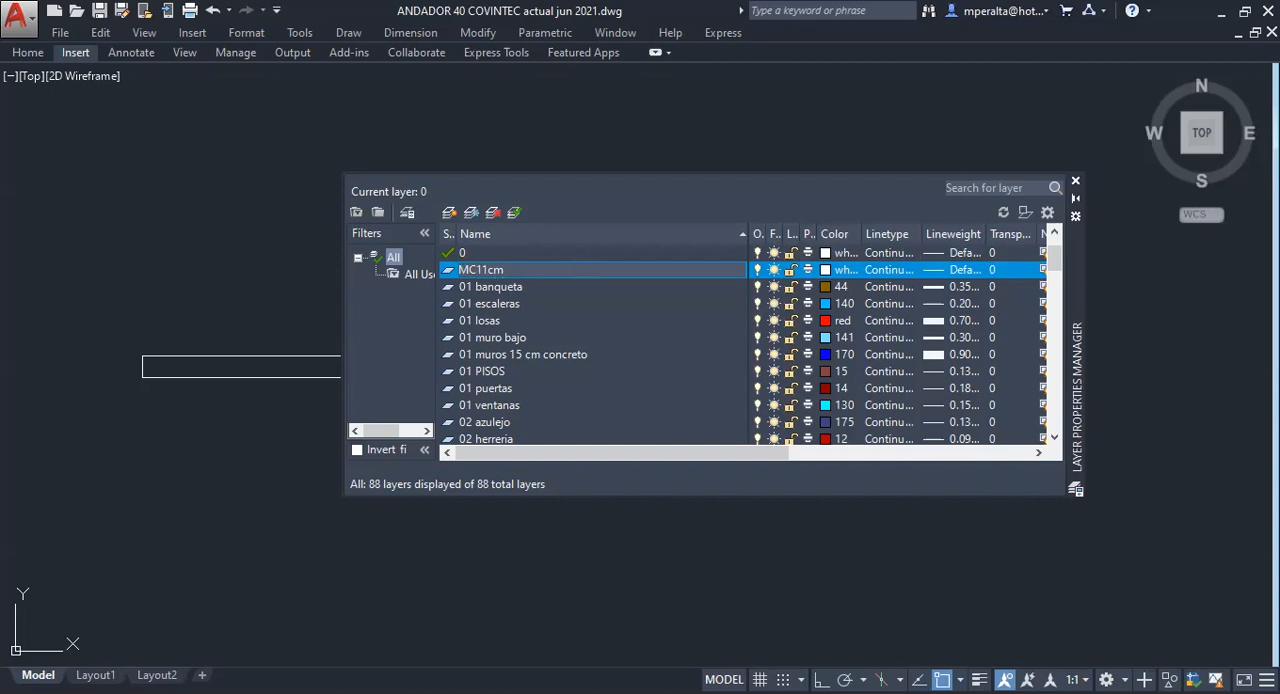 ANDADOR 40 COVINTEC actual jun 2021.dwg
Type a keyword or phrase
mperalta@hot...
File Edit View Insert Format Tools Draw Dimension Modify Parametric Window Help Express
Home Insert Annotate View Manage Output Add-ins Collaborate Express Tools Featured Apps
[−][Top][2D Wireframe]
N
W TOP E
S
WCS
Current layer: 0
Search for layer
Filters
All
All Use
S.. Name O. F.. L.. P.. Color Linetype Lineweight Transp... N
0 wh... Continu... Defa... 0
MC11cm wh... Continu... Defa... 0
01 banqueta 44 Continu... 0.35... 0
01 escaleras 140 Continu... 0.20... 0
01 losas red Continu... 0.70... 0
01 muro bajo 141 Continu... 0.30... 0
01 muros 15 cm concreto 170 Continu... 0.90... 0
01 PISOS 15 Continu... 0.13... 0
01 puertas 14 Continu... 0.18... 0
01 ventanas 130 Continu... 0.15... 0
02 azulejo 175 Continu... 0.13... 0
02 herreria 12 Continu... 0.09... 0
Invert fi
All: 88 layers displayed of 88 total layers
LAYER PROPERTIES MANAGER
Y
X
Model Layout1 Layout2 +
MODEL 1:1